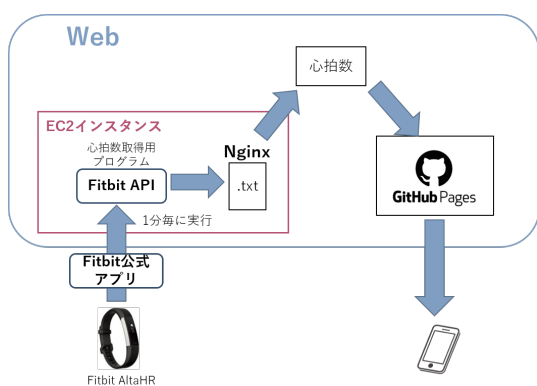 Web
心拍数
EC2インスタンス
心拍数取得用
プログラム
Fitbit API
Nginx
.txt
1分毎に実行
GitHub Pages
Fitbit公式
アプリ
Fitbit AltaHR